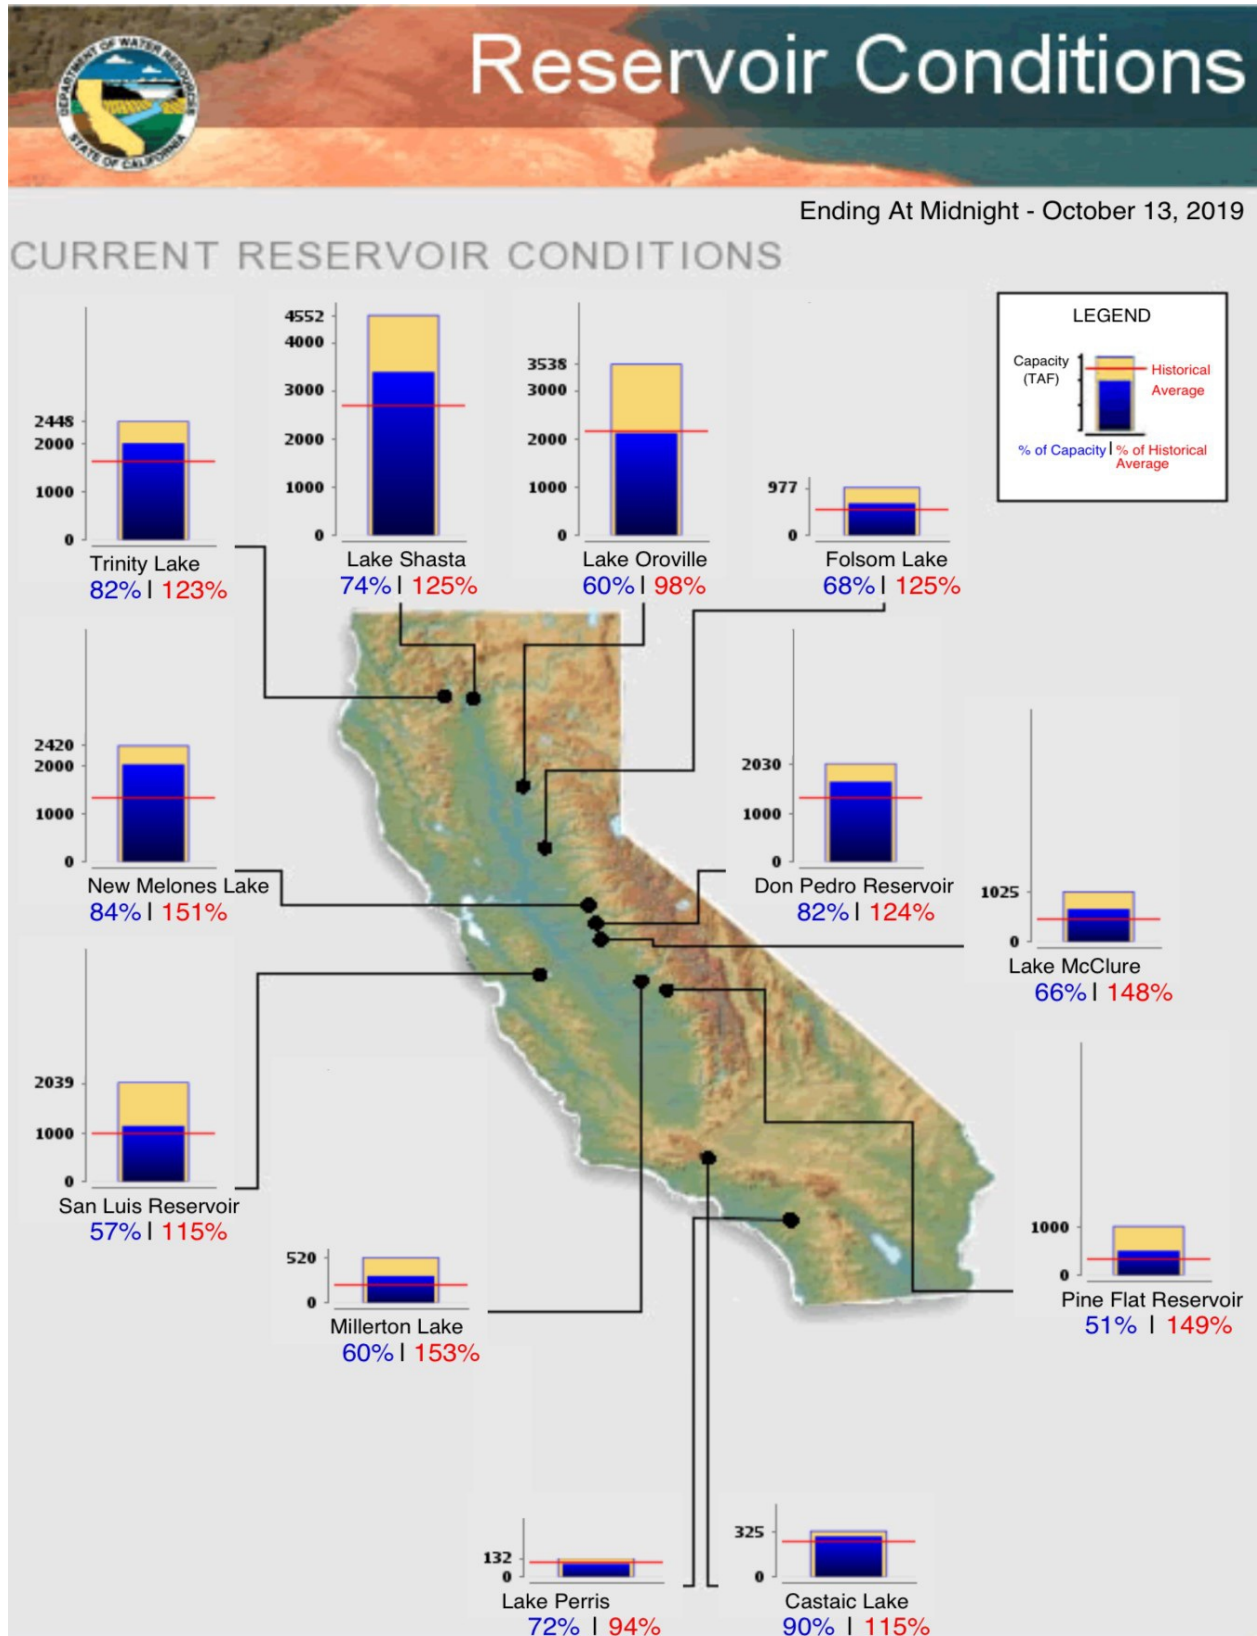 DEPARTMENT OF WATER RESOURCES
STATE OF CALIFORNIA
Reservoir Conditions
Ending At Midnight - October 13, 2019
CURRENT RESERVOIR CONDITIONS
LEGEND
Capacity
(TAF)
Historical
Average
% of Capacity | % of Historical
Average
2448
2000
1000
0
Trinity Lake
82% | 123%
4552
4000
3000
2000
1000
0
Lake Shasta
74% | 125%
3538
3000
2000
1000
0
Lake Oroville
60% | 98%
977
0
Folsom Lake
68% | 125%
2420
2000
1000
0
New Melones Lake
84% | 151%
2030
1000
0
Don Pedro Reservoir
82% | 124%
1025
0
Lake McClure
66% | 148%
2039
1000
0
San Luis Reservoir
57% | 115%
520
0
Millerton Lake
60% | 153%
1000
0
Pine Flat Reservoir
51% | 149%
132
0
Lake Perris
72% | 94%
325
0
Castaic Lake
90% | 115%